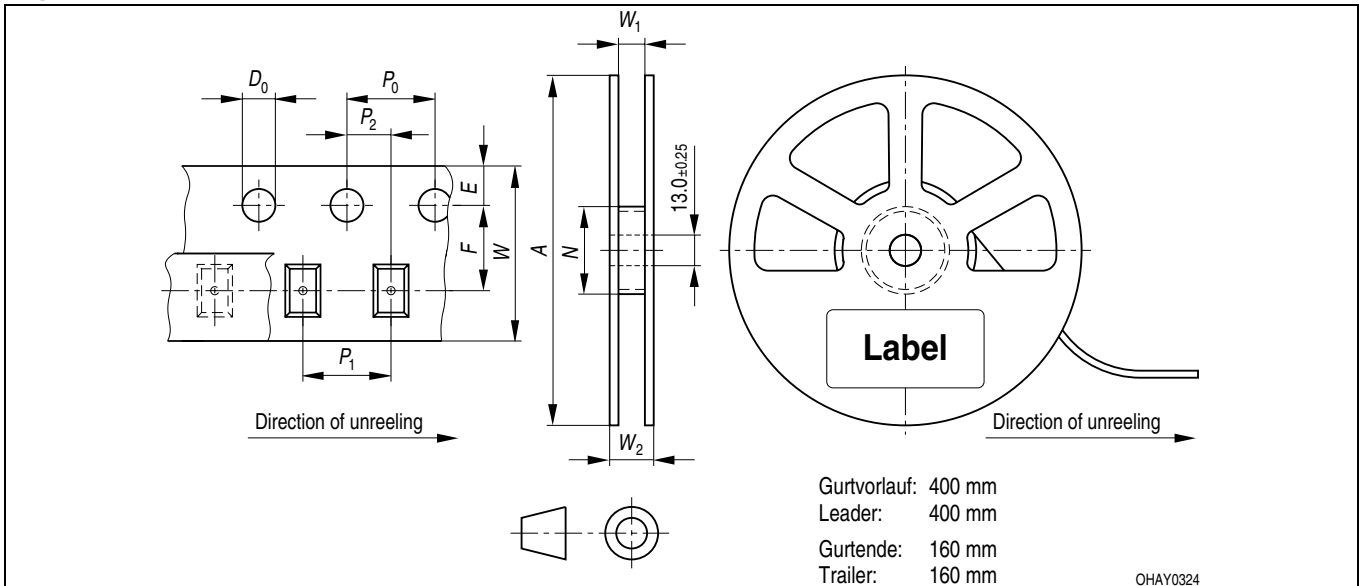 W1
D0
P0
P2
E
F
W
A
N
13.0±0.25
P1
W2
Label
Direction of unreeling
Direction of unreeling
Gurtvorlauf: 400 mm
Leader: 400 mm
Gurtende: 160 mm
Trailer: 160 mm
OHAY0324